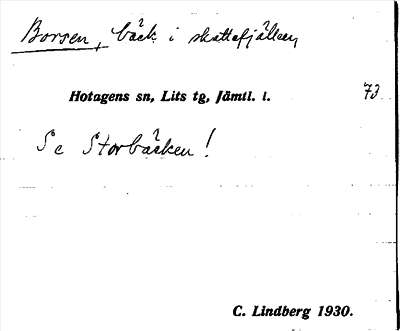 Borsen, bäck i skattefjällen
Hotagens sn, Lits tg, Jämtl. l. 73
Se Storbäcken!
C. Lindberg 1930.